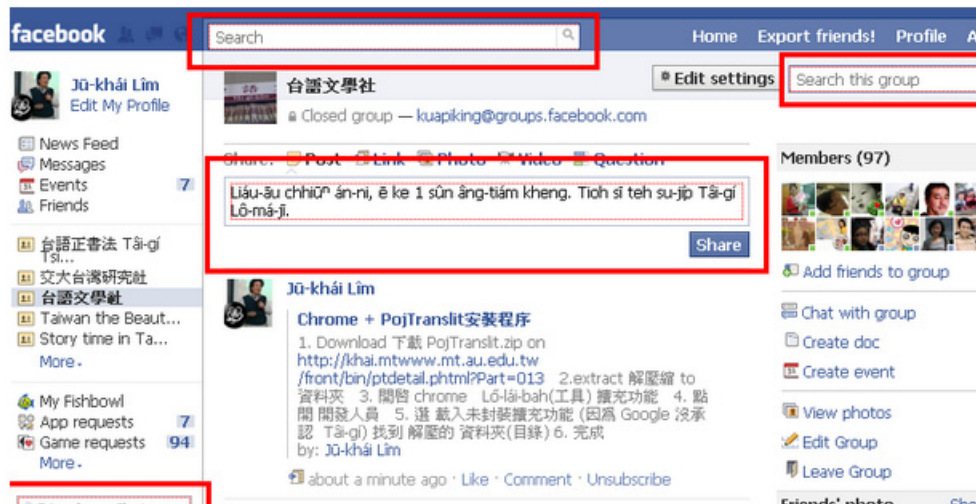 facebook
Search
Home Export friends! Profile A
Jū-khái Lîm
Edit My Profile
News Feed
Messages
Events 7
Friends
台語正書法 Tâi-gí
Tsi...
交大台灣研究社
台語文學社
Taiwan the Beaut...
Story time in Ta...
More
My Fishbowl
App requests 7
Game requests 94
More
台語文學社
Edit settings
Closed group — kuapiking@groups.facebook.com
Share: Post Link Photo Video Question
Liáu-āu chhiūⁿ án-ni, ē ke 1 sûn âng-tiám kheng. Tioh sī teh su-ji̍p Tâi-gí
Lô-má-jī.
Share
Jū-khái Lîm
Chrome + PojTranslit安裝程序
1. Download 下載 PojTranslit.zip on
http://khai.mtwww.mt.au.edu.tw
/front/bin/ptdetail.phtml?Part=013 2.extract 解壓縮 to
資料夾 3. 開啓 chrome Ló͘-lài-bah(工具) 擴充功能 4. 點
開 開發人員 5. 選 載入未封裝擴充功能 (因爲 Google 沒承
認 Tâ-gí) 找到 解壓的 資料夾(目錄) 6. 完成
by: Jū-khái Lîm
about a minute ago · Like · Comment · Unsubscribe
Search this group
Members (97)
Add friends to group
Chat with group
Create doc
Create event
View photos
Edit Group
Leave Group
Friends' photo